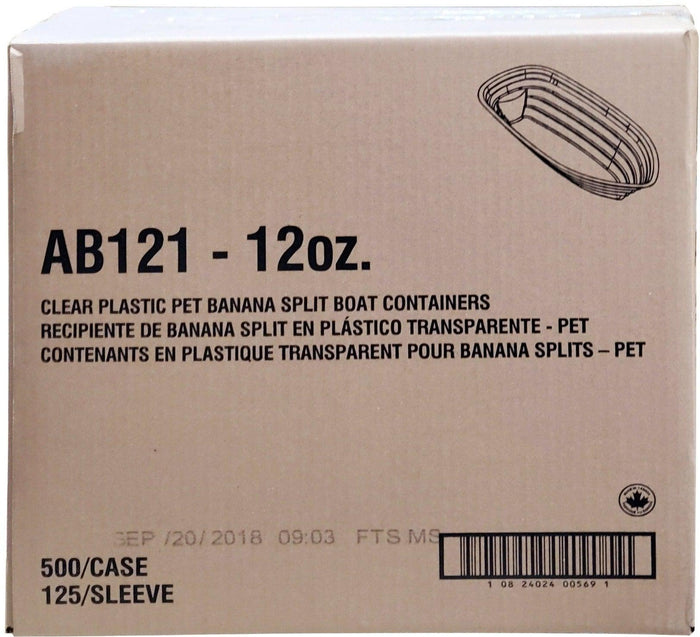 AB121 - 12oz.
CLEAR PLASTIC PET BANANA SPLIT BOAT CONTAINERS
RECIPIENTE DE BANANA SPLIT EN PLÁSTICO TRANSPARENTE - PET
CONTENANTS EN PLASTIQUE TRANSPARENT POUR BANANA SPLITS – PET
SEP /20/ 2018 09:03 FTS MS
500/CASE
125/SLEEVE
1 08 24024 00569 1